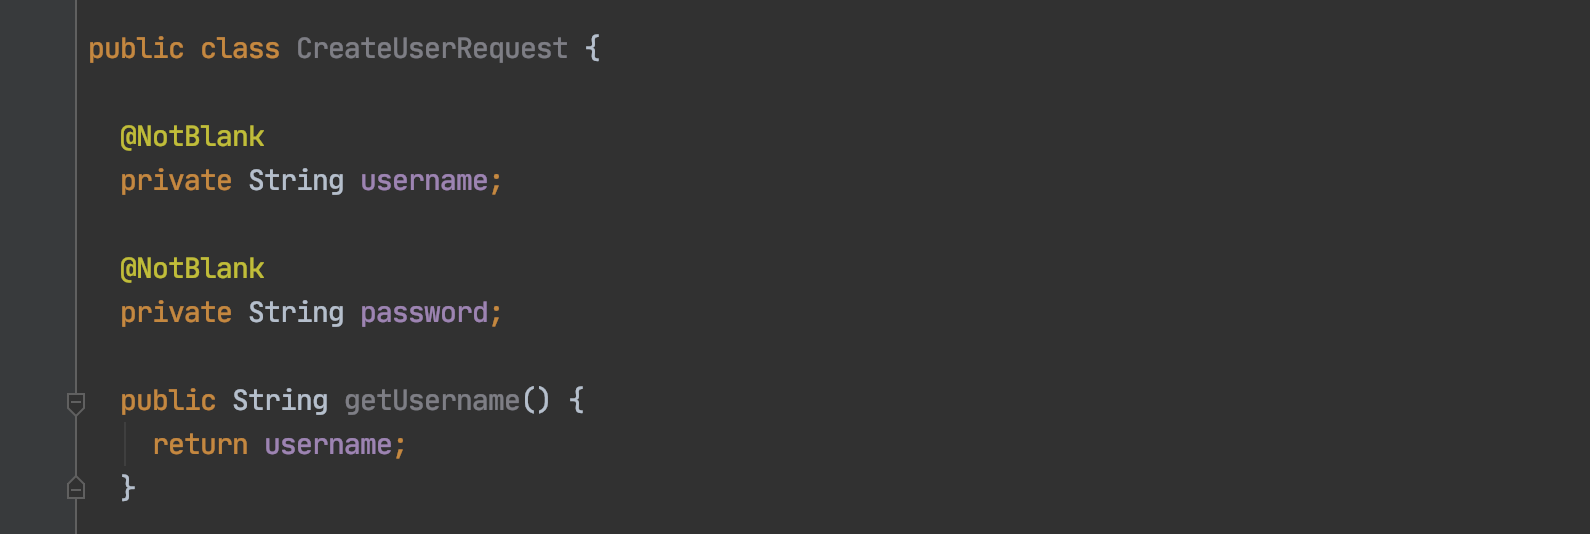 public class CreateUserRequest {
@NotBlank
private String username;
@NotBlank
private String password;
public String getUsername() {
return username;
}